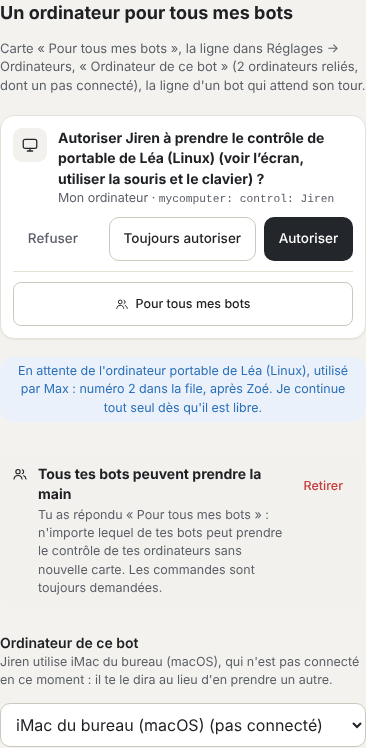 Un ordinateur pour tous mes bots
Carte « Pour tous mes bots », la ligne dans Réglages →
Ordinateurs, « Ordinateur de ce bot » (2 ordinateurs reliés,
dont un pas connecté), la ligne d'un bot qui attend son tour.
Autoriser Jiren à prendre le contrôle de
portable de Léa (Linux) (voir l’écran,
utiliser la souris et le clavier) ?
Mon ordinateur · mycomputer: control: Jiren
Refuser
Toujours autoriser
Autoriser
Pour tous mes bots
En attente de l'ordinateur portable de Léa (Linux), utilisé
par Max : numéro 2 dans la file, après Zoé. Je continue
tout seul dès qu'il est libre.
Tous tes bots peuvent prendre la
main
Retirer
Tu as répondu « Pour tous mes bots » :
n'importe lequel de tes bots peut prendre
le contrôle de tes ordinateurs sans
nouvelle carte. Les commandes sont
toujours demandées.
Ordinateur de ce bot
Jiren utilise iMac du bureau (macOS), qui n'est pas connecté
en ce moment : il te le dira au lieu d'en prendre un autre.
iMac du bureau (macOS) (pas connecté)